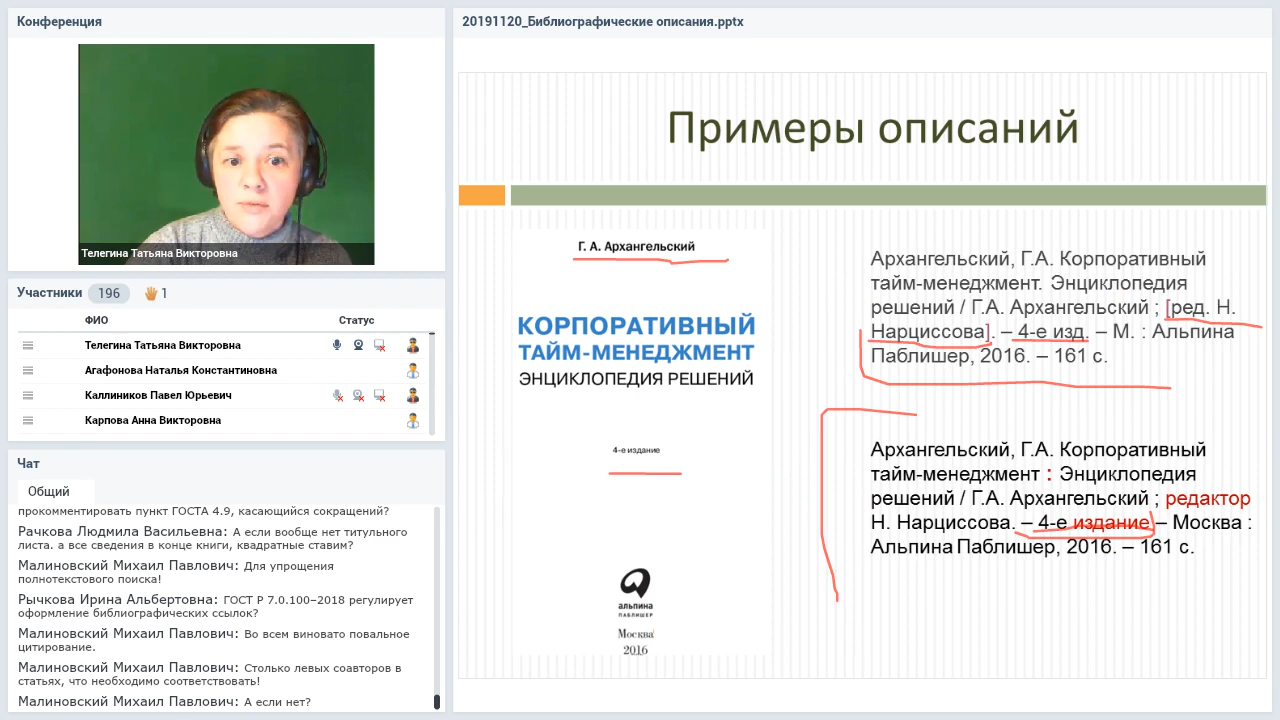 Конференция
Телегина Татьяна Викторовна
Участники 196 1
ФИО Статус
Телегина Татьяна Викторовна
Агафонова Наталья Константиновна
Каллиников Павел Юрьевич
Карпова Анна Викторовна
Чат
Общий
прокомментировать пункт ГОСТА 4.9, касающийся сокращений?
Рачкова Людмила Васильевна: А если вообще нет титульного
листа. а все сведения в конце книги, квадратные ставим?
Малиновский Михаил Павлович: Для упрощения
полнотекстового поиска!
Рычкова Ирина Альбертовна: ГОСТ Р 7.0.100–2018 регулирует
оформление библиографических ссылок?
Малиновский Михаил Павлович: Во всем виновато повальное
цитирование.
Малиновский Михаил Павлович: Столько левых соавторов в
статьях, что необходимо соответствовать!
Малиновский Михаил Павлович: А если нет?
20191120_Библиографические описания.pptx
Примеры описаний
Г. А. Архангельский
КОРПОРАТИВНЫЙ
ТАЙМ-МЕНЕДЖМЕНТ
ЭНЦИКЛОПЕДИЯ РЕШЕНИЙ
4-е издание
альпина
ПАБЛИШЕР
Москва
2016
Архангельский, Г.А. Корпоративный
тайм-менеджмент. Энциклопедия
решений / Г.А. Архангельский ; [ред. Н.
Нарциссова]. – 4-е изд. – М. : Альпина
Паблишер, 2016. – 161 с.
Архангельский, Г.А. Корпоративный
тайм-менеджмент : Энциклопедия
решений / Г.А. Архангельский ; редактор
Н. Нарциссова. – 4-е издание – Москва :
Альпина Паблишер, 2016. – 161 с.